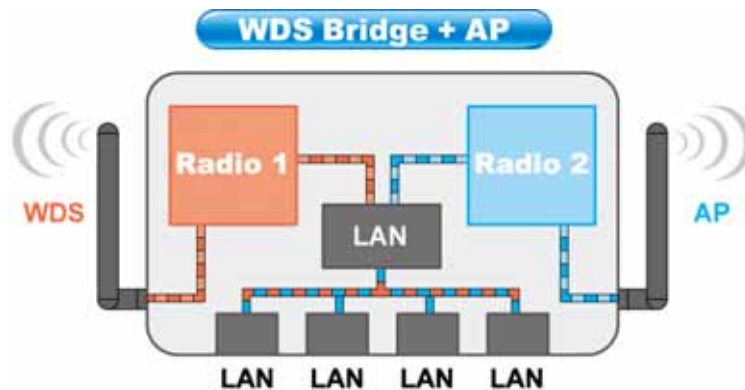 WDS Bridge + AP
Radio 1
Radio 2
WDS
LAN
AP
LAN LAN LAN LAN